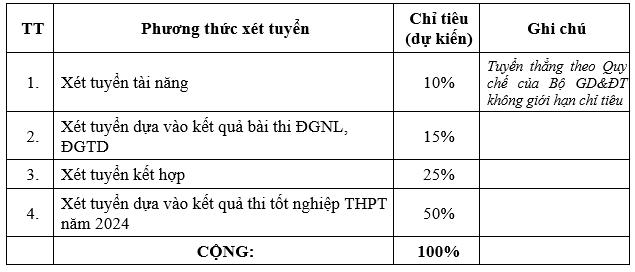 TT Phương thức xét tuyển Chỉ tiêu (dự kiến) Ghi chú
1. Xét tuyển tài năng 10% Tuyển thẳng theo Quy
chế của Bộ GD&ĐT
không giới hạn chỉ tiêu
2. Xét tuyển dựa vào kết quả bài thi ĐGNL,
ĐGTD 15%
3. Xét tuyển kết hợp 25%
4. Xét tuyển dựa vào kết quả thi tốt nghiệp THPT
năm 2024 50%
CỘNG: 100%